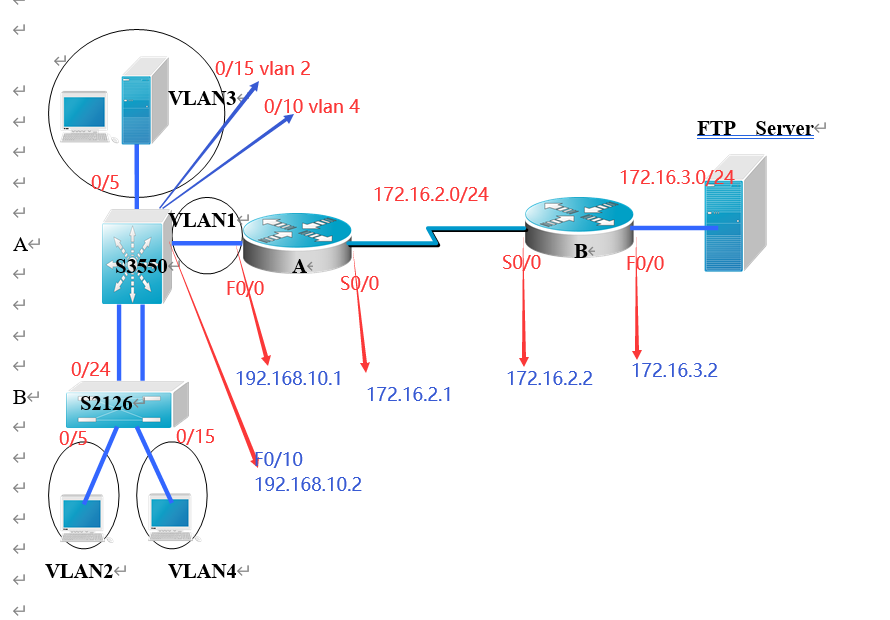 0/15 vlan 2
VLAN3
0/10 vlan 4
FTP Server
0/5
172.16.2.0/24
172.16.3.0/24
VLAN1
A
S3550
A
B
S0/0
F0/0
F0/0
S0/0
0/24
192.168.10.1
172.16.2.1
172.16.2.2
172.16.3.2
B
S2126
0/5
0/15
F0/10
192.168.10.2
VLAN2
VLAN4